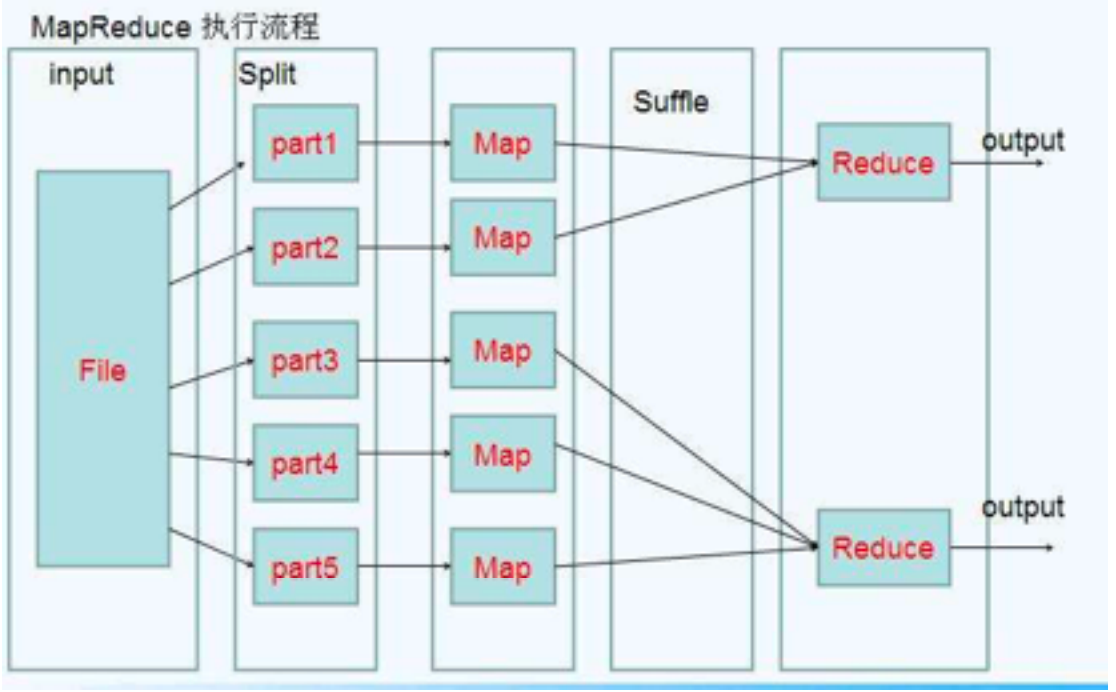 MapReduce 执行流程
input
Split
Suffle
File
part1
part2
part3
part4
part5
Map
Map
Map
Map
Map
Reduce
output
Reduce
output